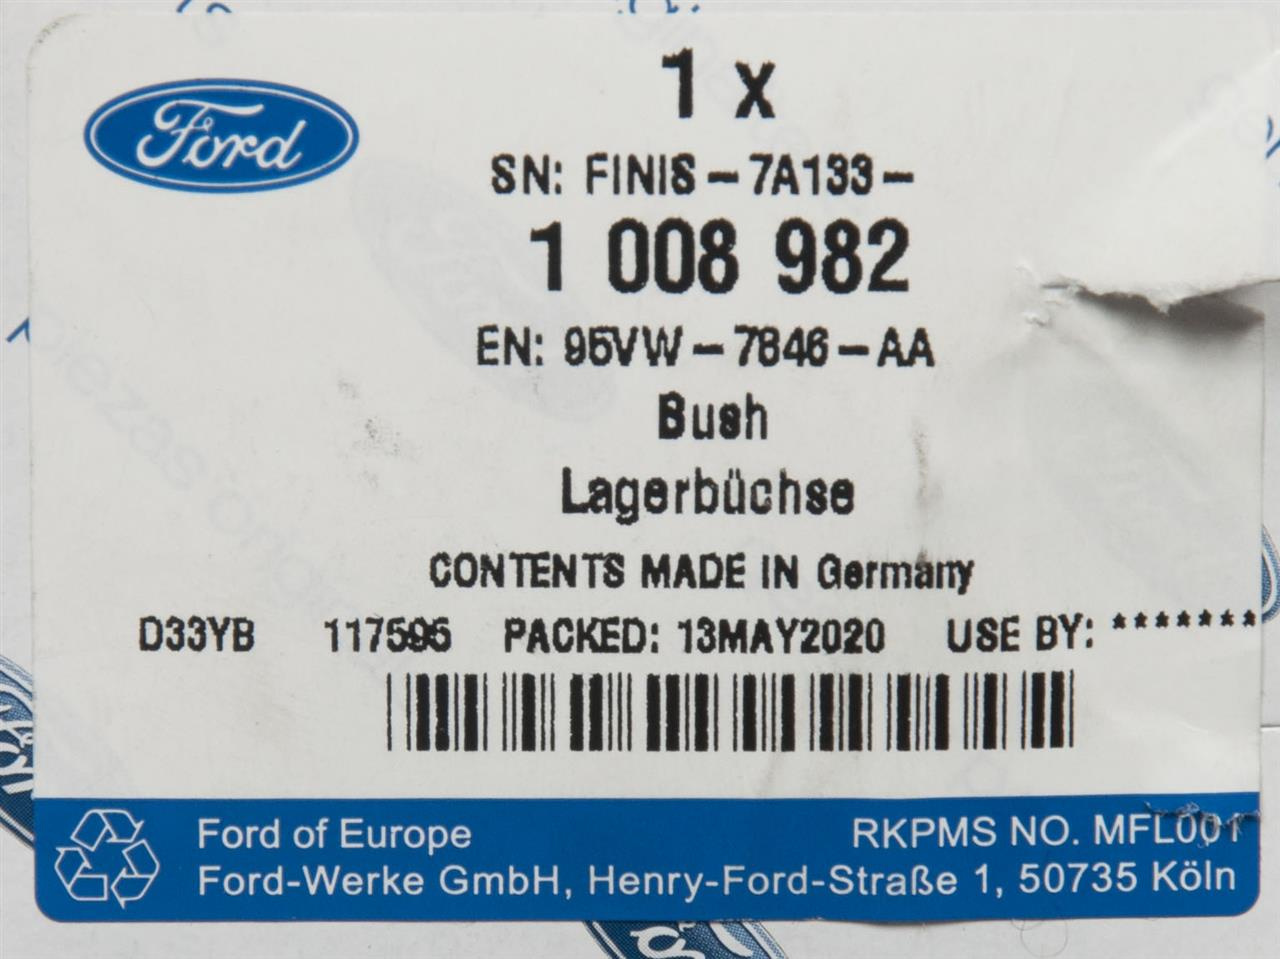 Ford
1 x
SN: FINIS - 7A133 -
1 008 982
EN: 95VW - 7B46 - AA
Bush
Lagerbüchse
CONTENTS MADE IN Germany
D33YB 117595 PACKED: 13MAY2020 USE BY: *******
Ford of Europe
RKPMS NO. MFL001
Ford-Werke GmbH, Henry-Ford-Straße 1, 50735 Köln